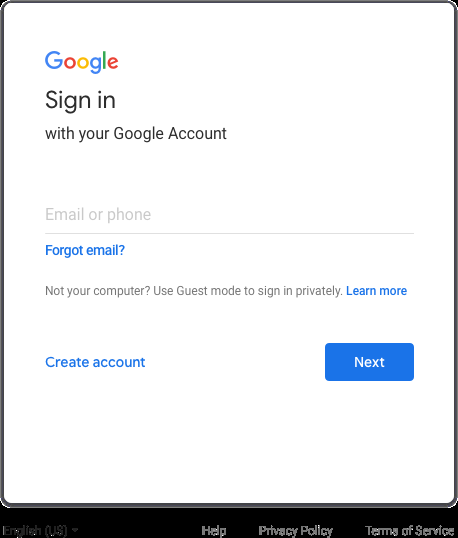 Google
Sign in
with your Google Account
Email or phone
Forgot email?
Not your computer? Use Guest mode to sign in privately. Learn more
Create account Next
English (US) Help Privacy Policy Terms of Service